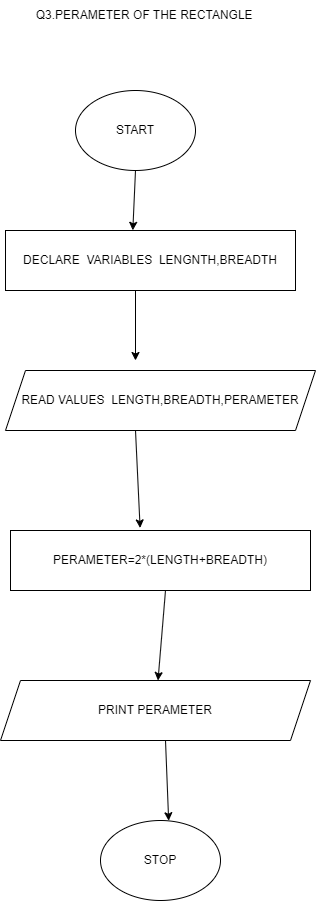 Q3.PERAMETER OF THE RECTANGLE
START
DECLARE VARIABLES LENGNTH,BREADTH
READ VALUES LENGTH,BREADTH,PERAMETER
PERAMETER=2*(LENGTH+BREADTH)
PRINT PERAMETER
STOP